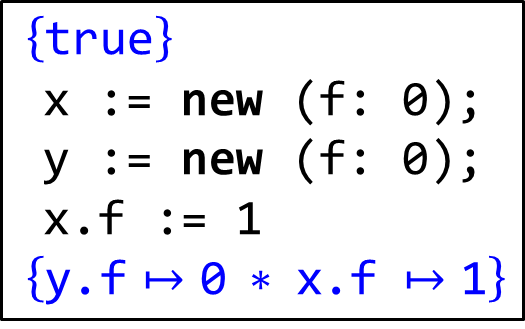 {true}
x := new (f: 0);
y := new (f: 0);
x.f := 1
{y.f ↦ 0 * x.f ↦ 1}